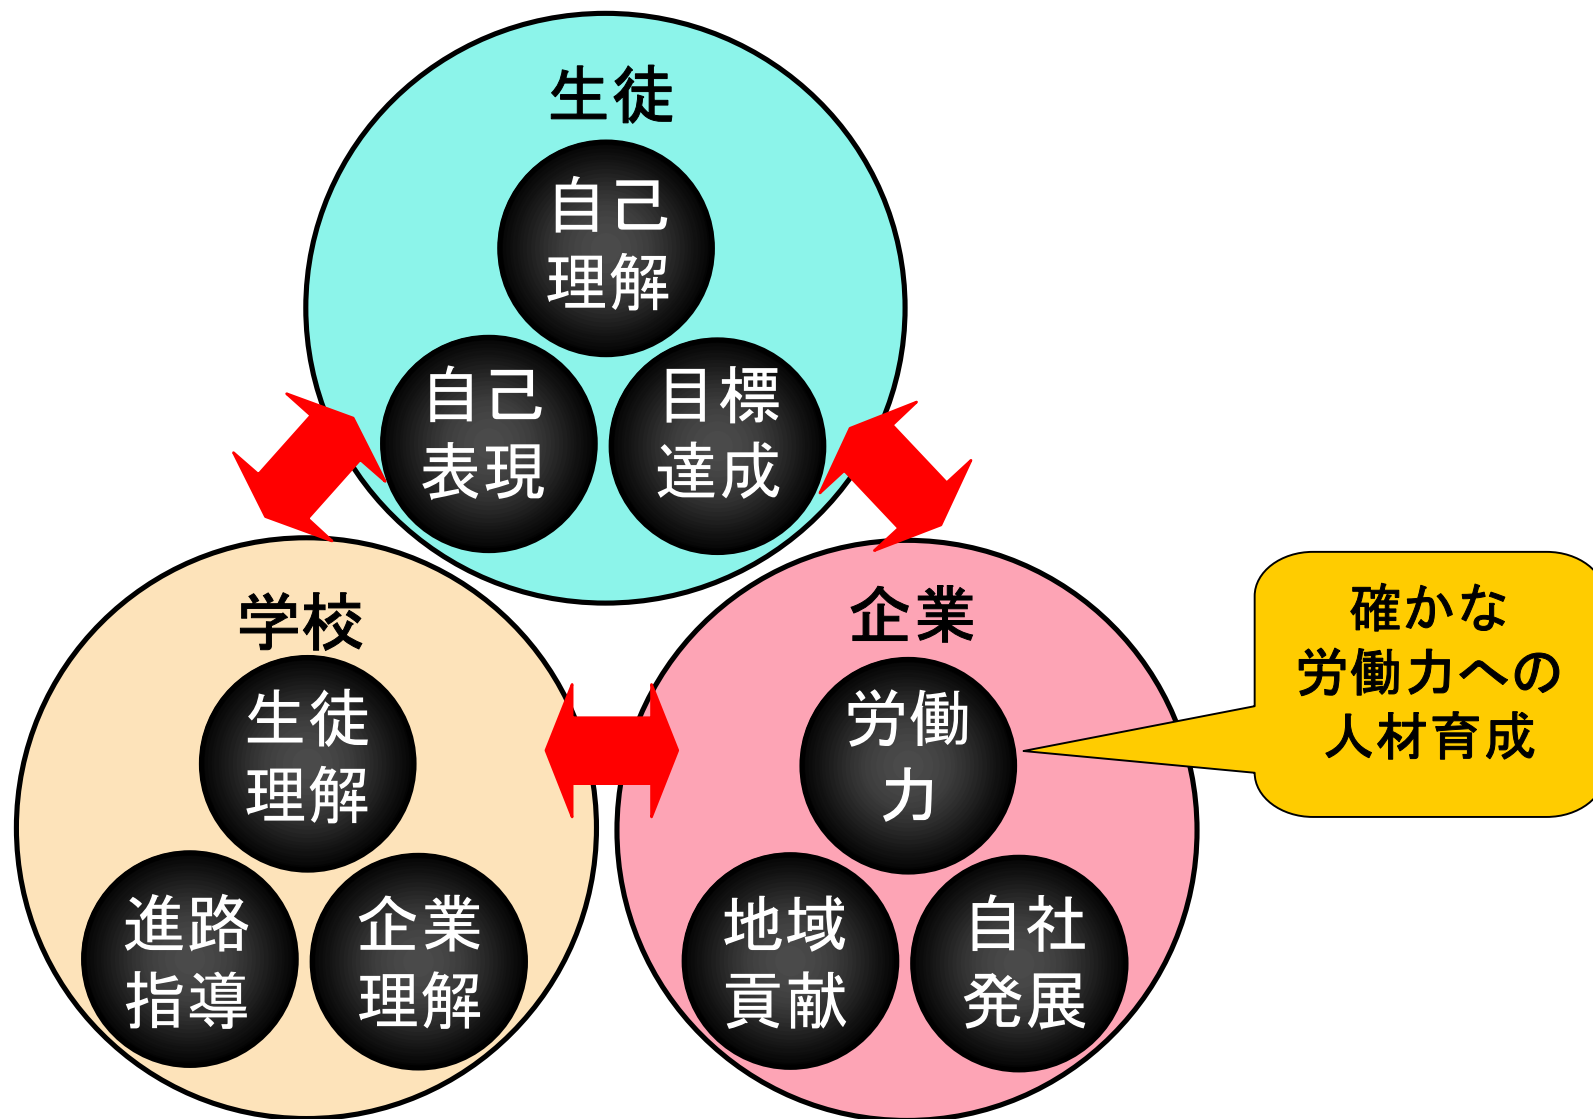 生徒
自己
理解
自己
表現
目標
達成
学校
生徒
理解
進路
指導
企業
理解
企業
労働
力
地域
貢献
自社
発展
確かな
労働力への
人材育成